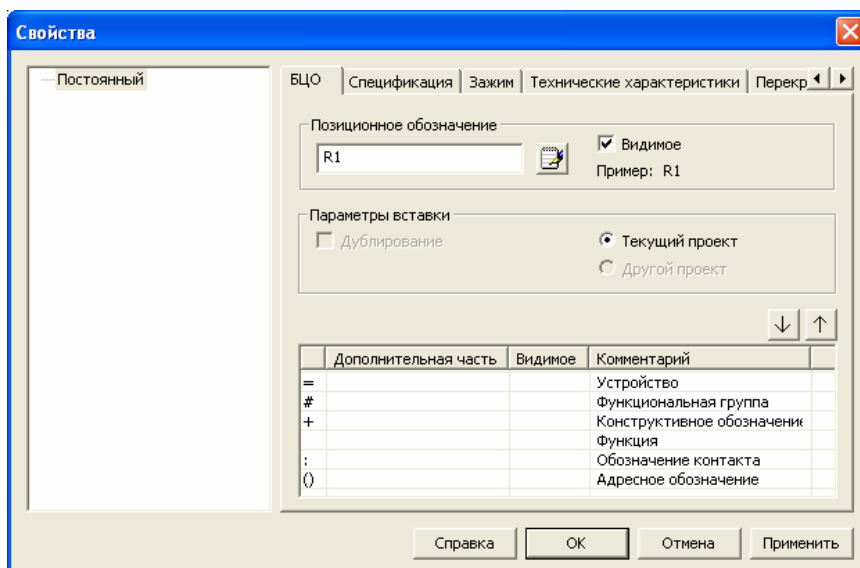 Свойства
Постоянный
БЦО Спецификация Зажим Технические характеристики Перекр
Позиционное обозначение
R1
Видимое
Пример: R1
Параметры вставки
Дублирование
Текущий проект
Другой проект
Дополнительная часть Видимое Комментарий
= Устройство
# Функциональная группа
+ Конструктивное обозначение
Функция
: Обозначение контакта
() Адресное обозначение
Справка OK Отмена Применить